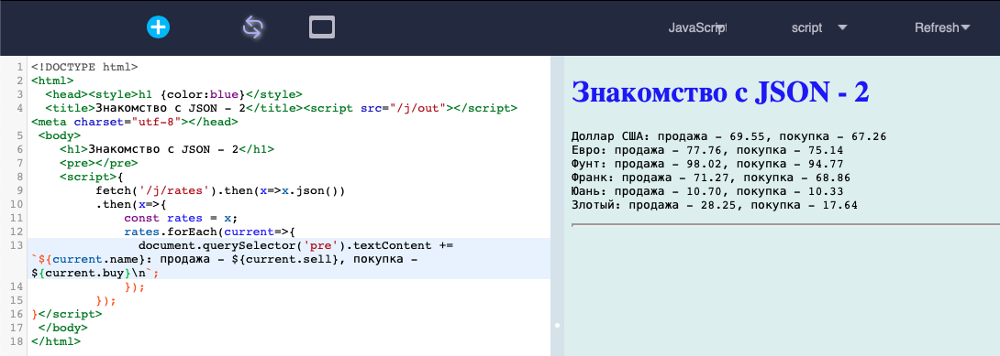 JavaScript script Refresh
1 <!DOCTYPE html>
2 <html>
3 <head><style>h1 {color:blue}</style>
4 <title>Знакомство с JSON - 2</title><script src="/j/out"></script>
<meta charset="utf-8"></head>
5 <body>
6 <h1>Знакомство с JSON - 2</h1>
7 <pre></pre>
8 <script>{
9 fetch('/j/rates').then(x=>x.json())
10 .then(x=>{
11 const rates = x;
12 rates.forEach(current=>{
13 document.querySelector('pre').textContent +=
`${current.name}: продажа - ${current.sell}, покупка -
${current.buy}\n`;
14 });
15 });
16 }</script>
17 </body>
18 </html>
Знакомство с JSON - 2
Доллар США: продажа - 69.55, покупка - 67.26
Евро: продажа - 77.76, покупка - 75.14
Фунт: продажа - 98.02, покупка - 94.77
Франк: продажа - 71.27, покупка - 68.86
Юань: продажа - 10.70, покупка - 10.33
Злотый: продажа - 28.25, покупка - 17.64